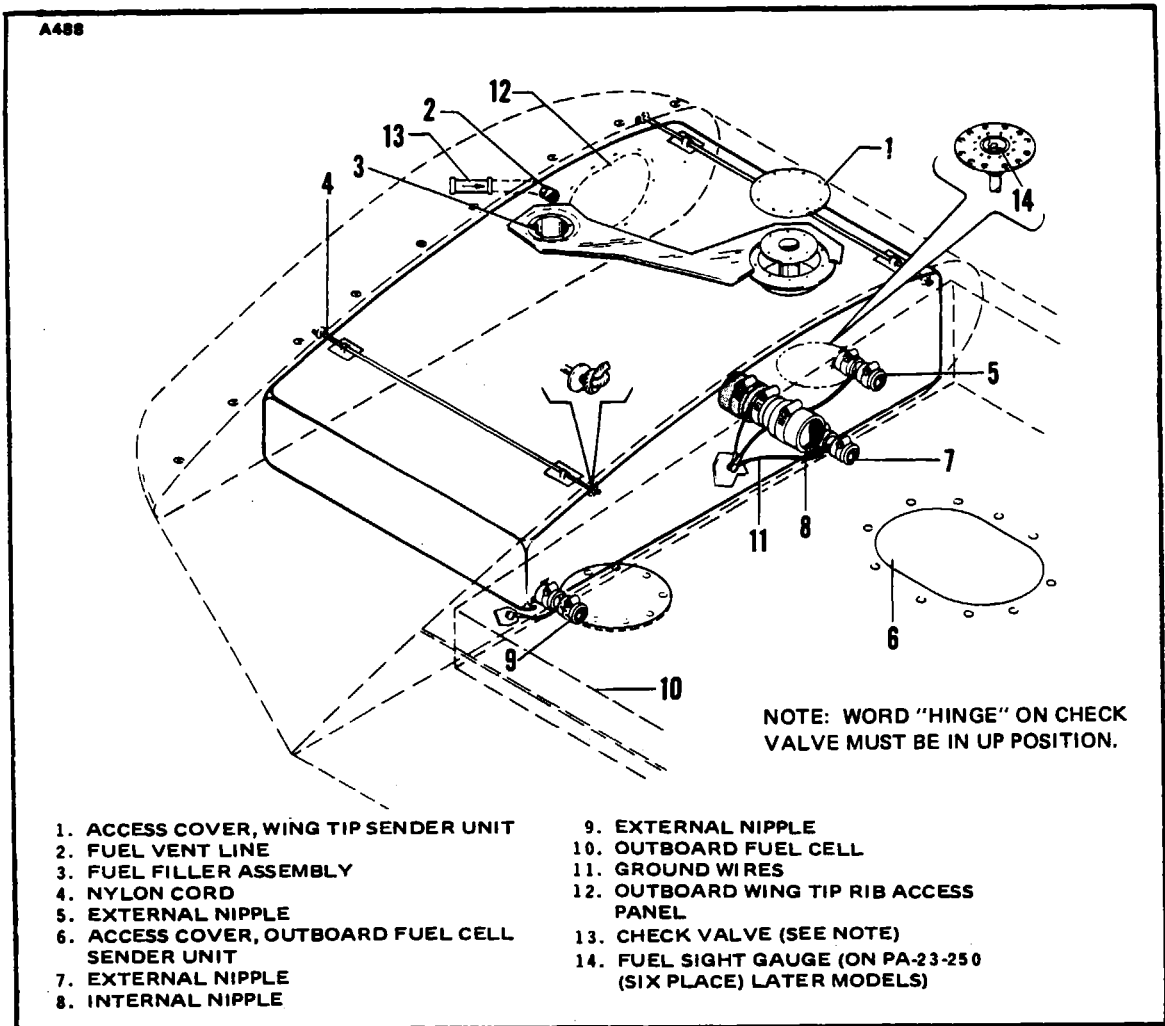 A488
12
2
13
3
4
1
14
5
7
8
11
6
9
10
NOTE: WORD "HINGE" ON CHECK
VALVE MUST BE IN UP POSITION.
1. ACCESS COVER, WING TIP SENDER UNIT
2. FUEL VENT LINE
3. FUEL FILLER ASSEMBLY
4. NYLON CORD
5. EXTERNAL NIPPLE
6. ACCESS COVER, OUTBOARD FUEL CELL
SENDER UNIT
7. EXTERNAL NIPPLE
8. INTERNAL NIPPLE
9. EXTERNAL NIPPLE
10. OUTBOARD FUEL CELL
11. GROUND WIRES
12. OUTBOARD WING TIP RIB ACCESS
PANEL
13. CHECK VALVE (SEE NOTE)
14. FUEL SIGHT GAUGE (ON PA-23-250
(SIX PLACE) LATER MODELS)